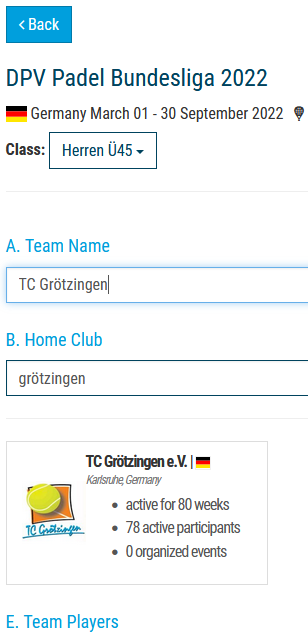 < Back
DPV Padel Bundesliga 2022
Germany March 01 - 30 September 2022
Class: Herren Ü45
A. Team Name
TC Grötzingen
B. Home Club
grötzingen
TC Grötzingen e.V. |
Karlsruhe, Germany
TC Grötzingen
• active for 80 weeks
• 78 active participants
• 0 organized events
E. Team Players